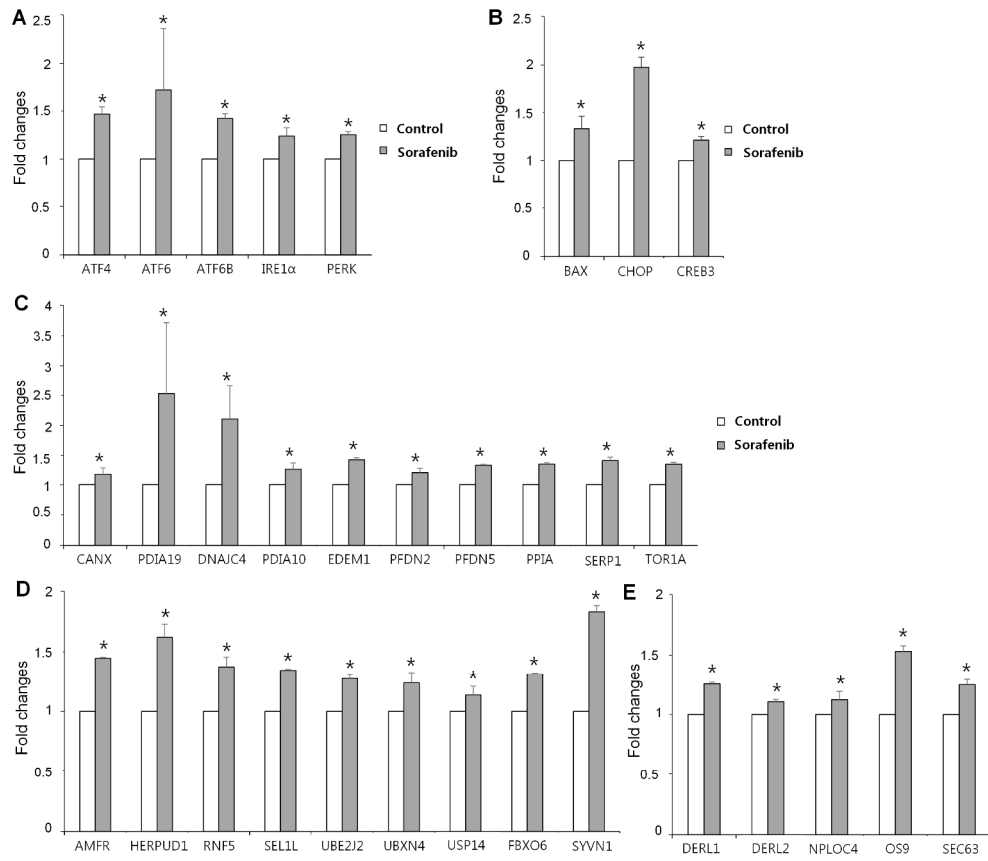 A
Fold changes
2.5
2
1.5
1
0.5
0
* * * * *
ATF4 ATF6 ATF6B IRE1α PERK
Control
Sorafenib
B
Fold changes
2.5
2
1.5
1
0.5
0
* * *
BAX CHOP CREB3
Control
Sorafenib
C
Fold changes
4
3.5
3
2.5
2
1.5
1
0.5
0
* * * * * * * * * *
CANX PDIA19 DNAJC4 PDIA10 EDEM1 PFDN2 PFDN5 PPIA SERP1 TOR1A
Control
Sorafenib
D
Fold changes
2
1.5
1
0.5
0
* * * * * * * * *
AMFR HERPUD1 RNF5 SEL1L UBE2J2 UBXN4 USP14 FBXO6 SYVN1
E
Fold changes
2
1.5
1
0.5
0
* * * * *
DERL1 DERL2 NPLOC4 OS9 SEC63